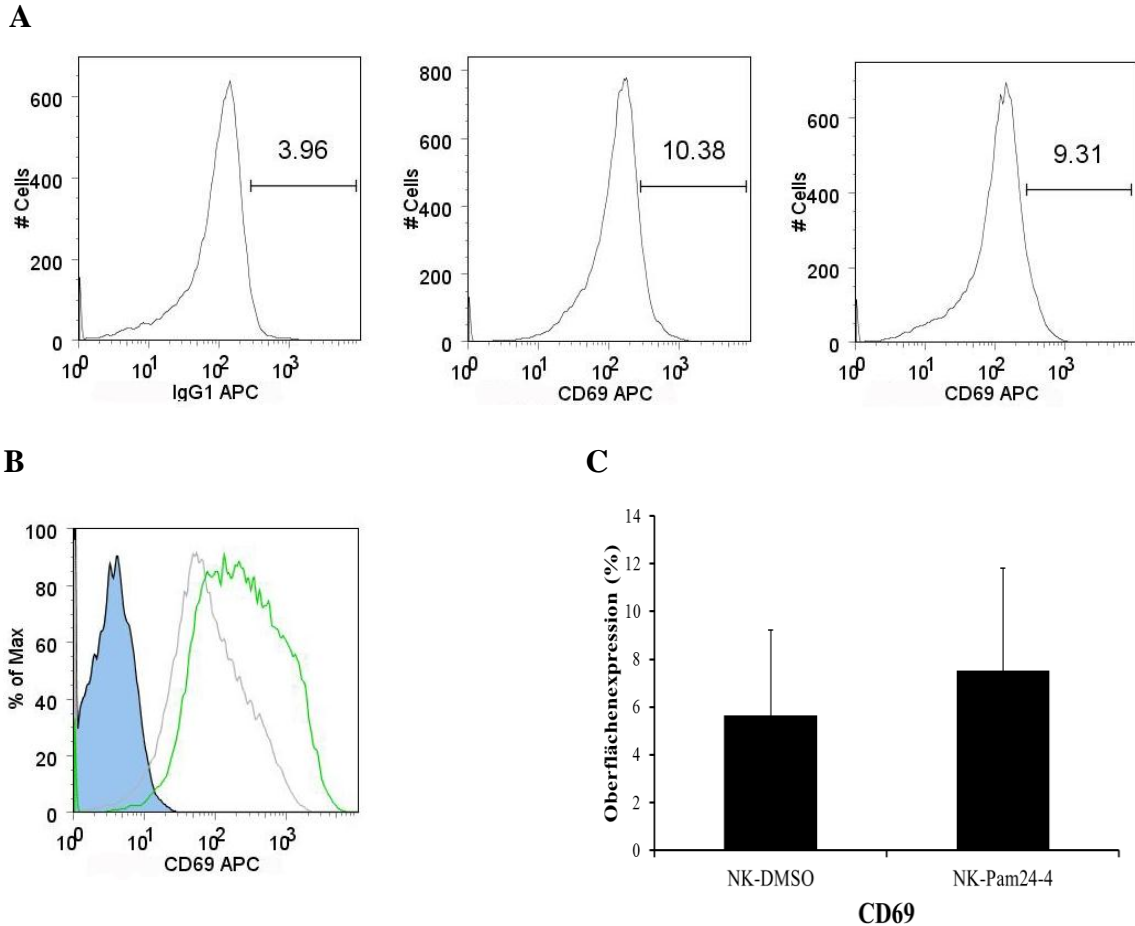 A
# Cells
600
400
200
0
3.96
10^0 10^1 10^2 10^3
IgG1 APC
# Cells
800
600
400
200
0
10.38
10^0 10^1 10^2 10^3
CD69 APC
# Cells
600
400
200
0
9.31
10^0 10^1 10^2 10^3
CD69 APC
B
% of Max
100
80
60
40
20
0
10^0 10^1 10^2 10^3
CD69 APC
C
Oberflächenexpression (%)
14
12
10
8
6
4
2
0
NK-DMSO NK-Pam24-4
CD69